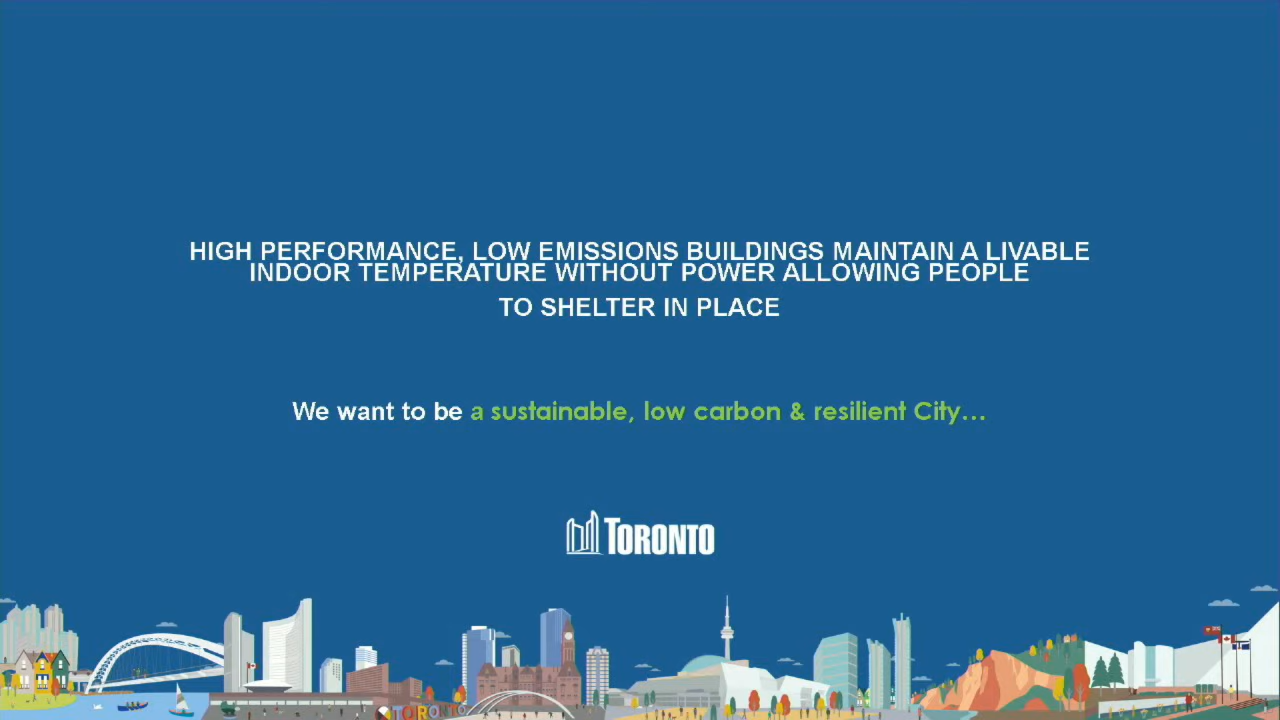 HIGH PERFORMANCE, LOW EMISSIONS BUILDINGS MAINTAIN A LIVABLE
INDOOR TEMPERATURE WITHOUT POWER ALLOWING PEOPLE
TO SHELTER IN PLACE
We want to be a sustainable, low carbon & resilient City...
TORONTO
TORONTO